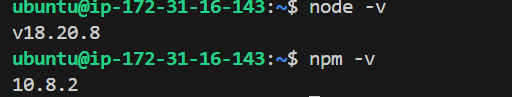 ubuntu@ip-172-31-16-143:~$ node -v
v18.20.8
ubuntu@ip-172-31-16-143:~$ npm -v
10.8.2